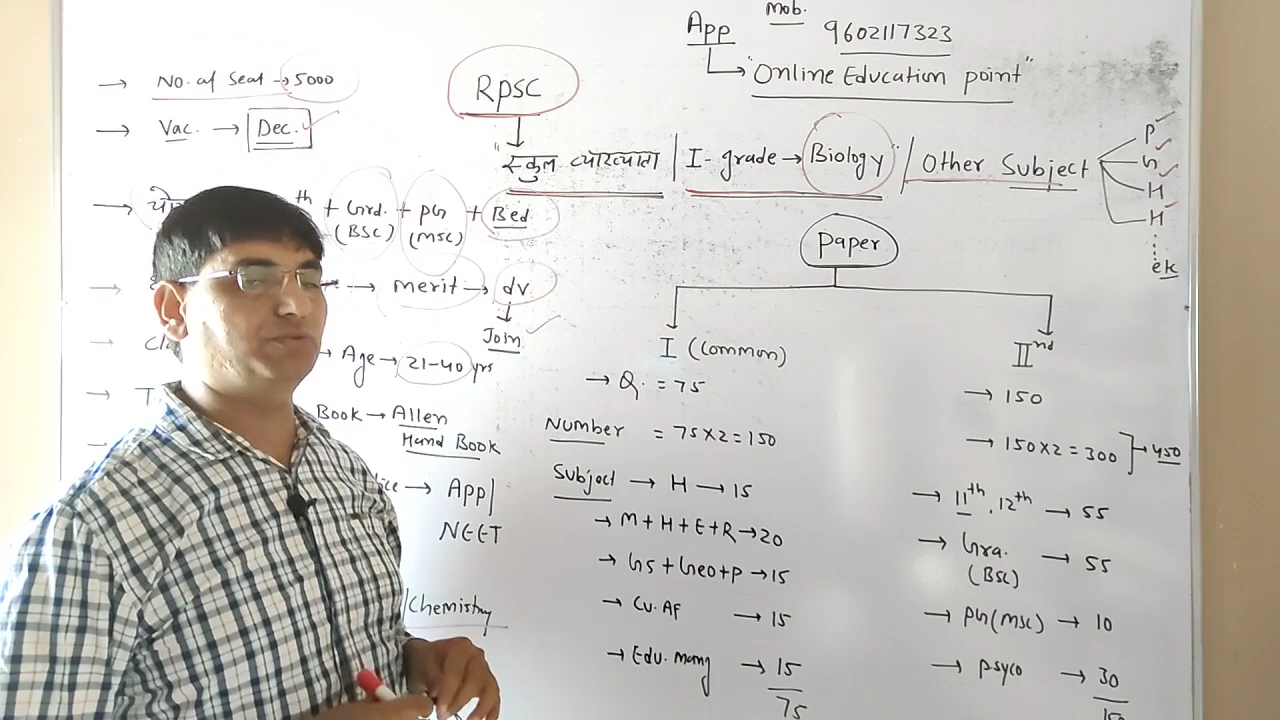 App
mob.
9602117323
"Online Education point"
Rpsc
"स्कुल व्याख्याता | I-grade→Biology" / Other Subject
P
G
H
H
ek
→ No. of Seat → 5000
→ Vac. → Dec.
→ th + Grd. + PG + Bed
(BSC) (MSC)
→ → merit → dv
Join
→ Age → 21-40 yrs
Book → Allen
Hand Book
→ App/
NEET
/Chemistry
Paper
I (Common)
→ Q. = 75
Number = 75×2=150
Subject → H → 15
→ M+H+E+R→20
→ GS+Geo+P→15
→ Cu. Af → 15
→ Edu. mang → 15
75
IInd
→ 150
→ 150×2=300 }→450
→ 11th, 12th → 55
→ Gra. → 55
(BSC)
→ PG(MSC) → 10
→ Psyco → 30